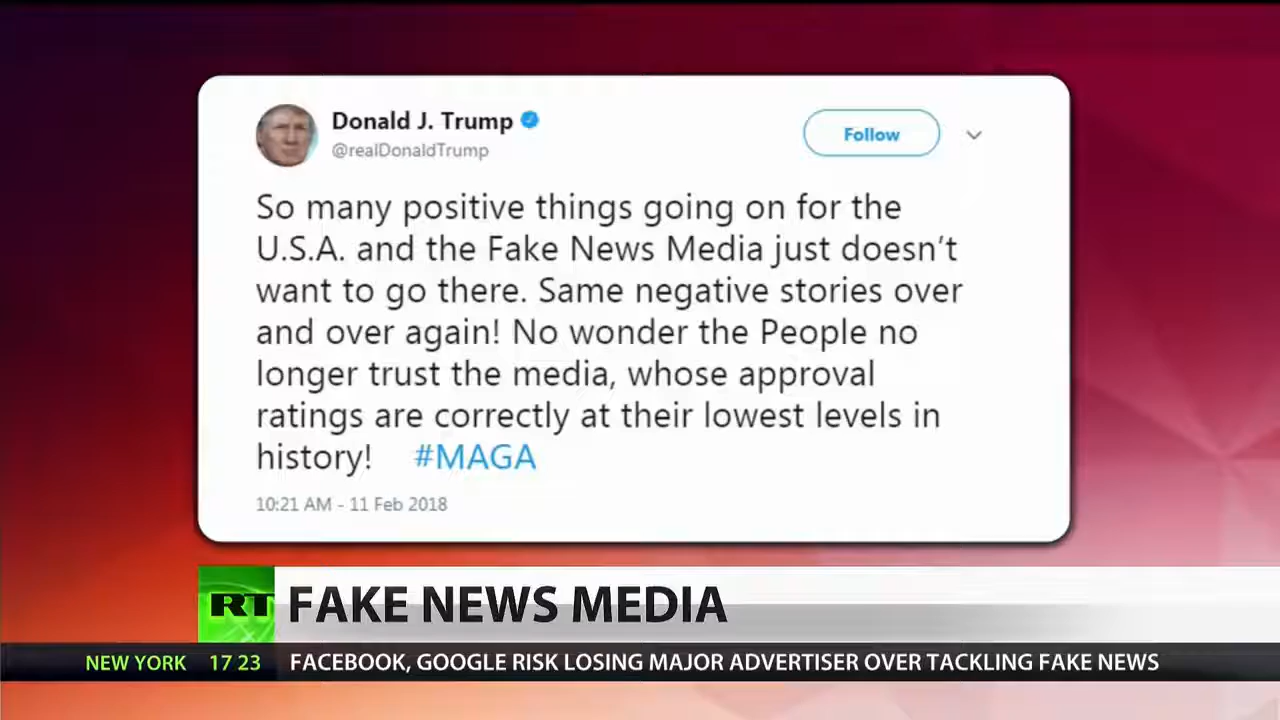 Donald J. Trump
@realDonaldTrump
Follow
So many positive things going on for the
U.S.A. and the Fake News Media just doesn’t
want to go there. Same negative stories over
and over again! No wonder the People no
longer trust the media, whose approval
ratings are correctly at their lowest levels in
history! #MAGA
10:21 AM - 11 Feb 2018
RT FAKE NEWS MEDIA
NEW YORK 17 23 FACEBOOK, GOOGLE RISK LOSING MAJOR ADVERTISER OVER TACKLING FAKE NEWS